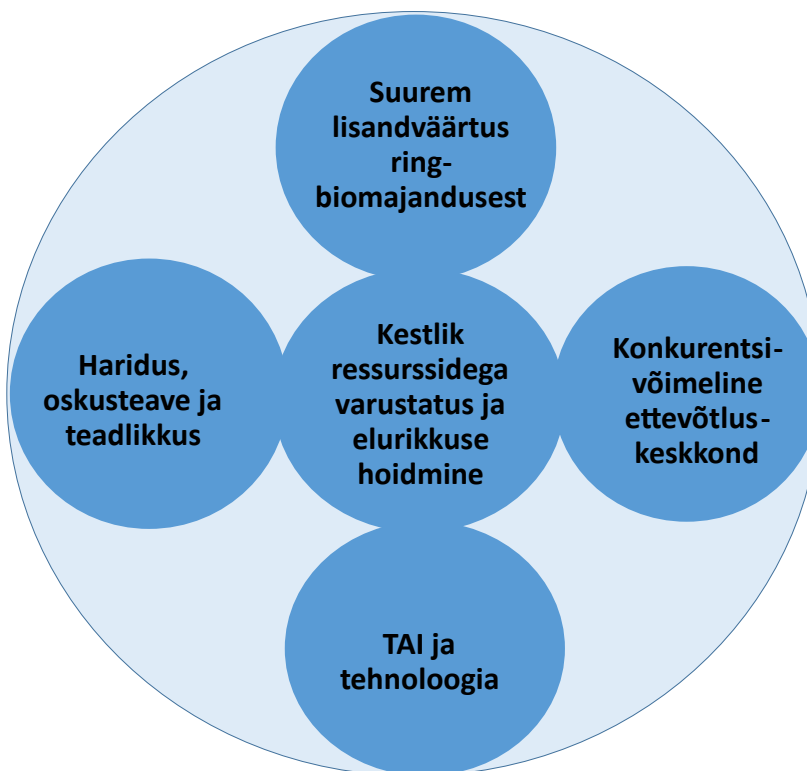 Suurem
lisandväärtus
ring-
biomajandusest
Haridus,
oskusteave ja
teadlikkus
Kestlik
ressurssidega
varustatus ja
elurikkuse
hoidmine
Konkurentsi-
võimeline
ettevõtlus-
keskkond
TAI ja
tehnoloogia